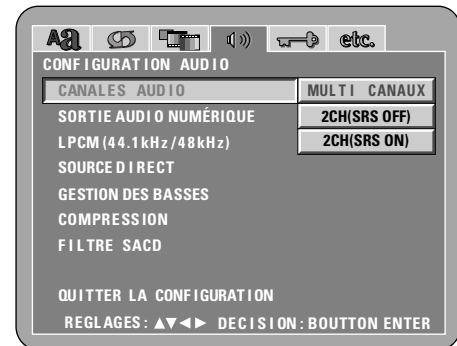 Aa etc.
CONFIGURATION AUDIO
CANALES AUDIO MULTI CANAUX
SORTIE AUDIO NUMÉRIQUE 2CH(SRS OFF)
LPCM (44.1kHz/48kHz) 2CH(SRS ON)
SOURCE DIRECT
GESTION DES BASSES
COMPRESSION
FILTRE SACD
QUITTER LA CONFIGURATION
REGLAGES: ▲▼◄► DECISION: BOUTTON ENTER